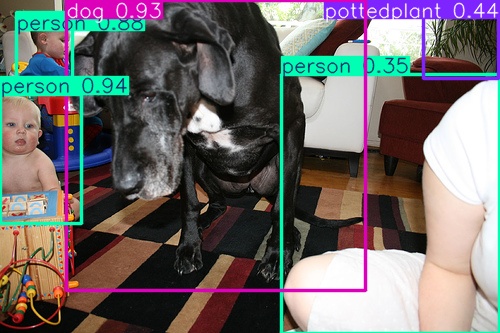 dog 0.93
pottedplant 0.44
person 0.88
person 0.35
person 0.94